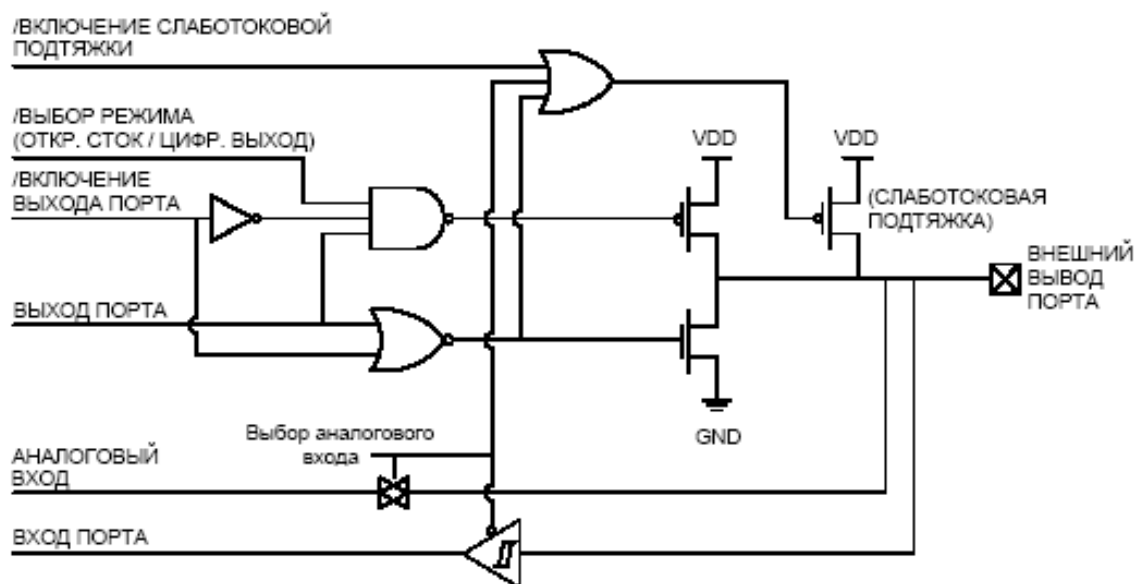 /ВКЛЮЧЕНИЕ СЛАБОТОКОВОЙ
ПОДТЯЖКИ
/ВЫБОР РЕЖИМА
(ОТКР. СТОК / ЦИФР. ВЫХОД)
/ВКЛЮЧЕНИЕ
ВЫХОДА ПОРТА
VDD
VDD
(СЛАБОТОКОВАЯ
ПОДТЯЖКА)
ВНЕШНИЙ
ВЫВОД
ПОРТА
ВЫХОД ПОРТА
GND
Выбор аналогового
входа
АНАЛОГОВЫЙ
ВХОД
ВХОД ПОРТА